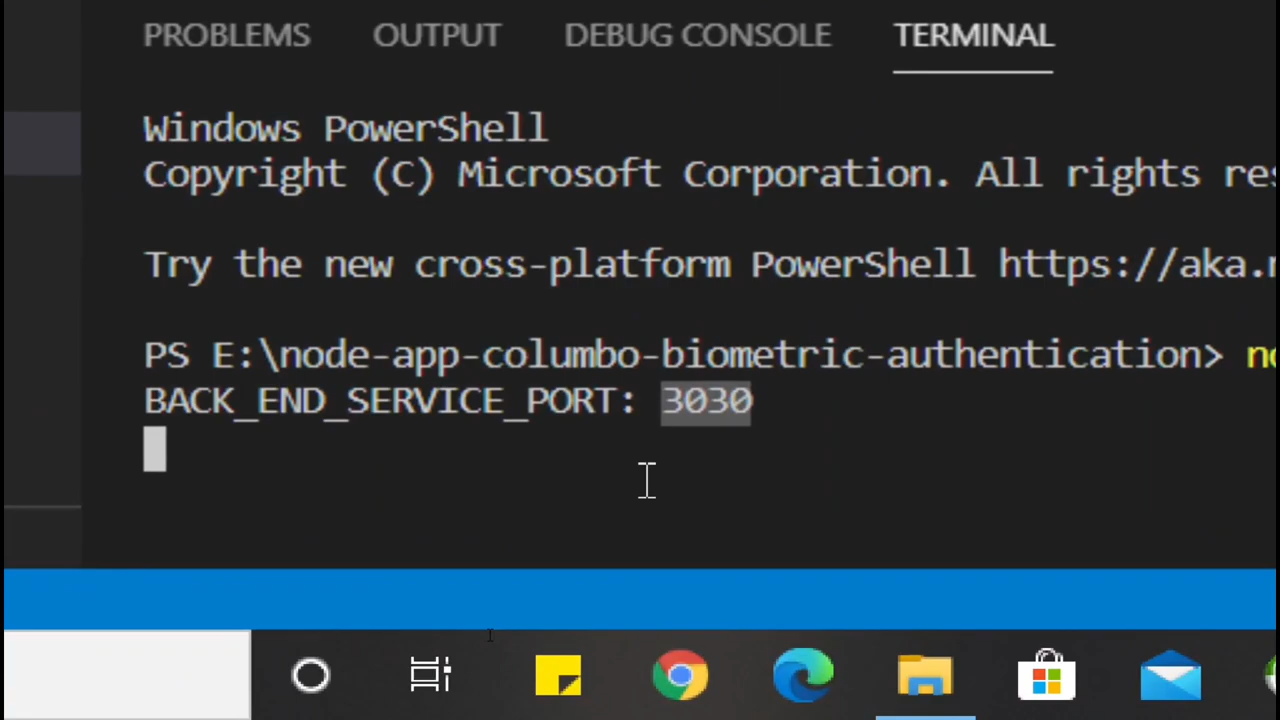 PROBLEMS OUTPUT DEBUG CONSOLE TERMINAL
Windows PowerShell
Copyright (C) Microsoft Corporation. All rights
Try the new cross-platform PowerShell https://aka.
PS E:\node-app-columbo-biometric-authentication>
BACK_END_SERVICE_PORT: 3030